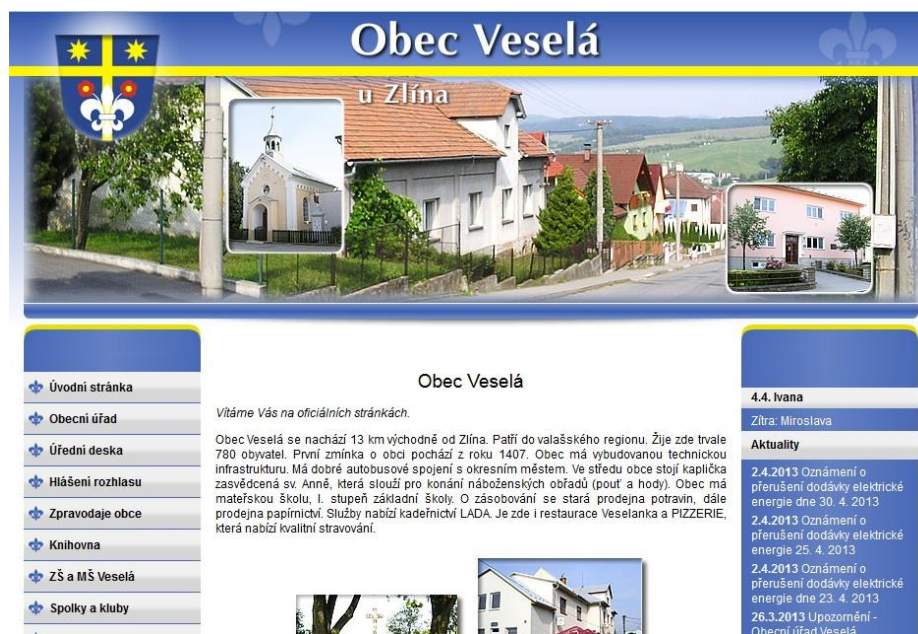 Obec Veselá
u Zlína
Úvodní stránka
Obecní úřad
Úřední deska
Hlášení rozhlasu
Zpravodaje obce
Knihovna
ZŠ a MŠ Veselá
Spolky a kluby
Obec Veselá
Vítáme Vás na oficiálních stránkách.
Obec Veselá se nachází 13 km východně od Zlína. Patří do valašského regionu. Žije zde trvale
780 obyvatel. První zmínka o obci pochází z roku 1407. Obec má vybudovanou technickou
infrastrukturu. Má dobré autobusové spojení s okresním městem. Ve středu obce stojí kaplička
zasvědcená sv. Anně, která slouží pro konání náboženských obřadů (pouť a hody). Obec má
mateřskou školu, I. stupeň základní školy. O zásobování se stará prodejna potravin, dále
prodejna papírnictví. Služby nabízí kadeřnictví LADA. Je zde i restaurace Veselanka a PIZZERIE,
která nabízí kvalitní stravování.
4.4. Ivana
Zítra: Miroslava
Aktuality
2.4.2013 Oznámení o
přerušení dodávky elektrické
energie dne 30. 4. 2013
2.4.2013 Oznámení o
přerušení dodávky elektrické
energie 25. 4. 2013
2.4.2013 Oznámení o
přerušení dodávky elektrické
energie dne 23. 4. 2013
26.3.2013 Upozornění -
Obecní úřad Veselá